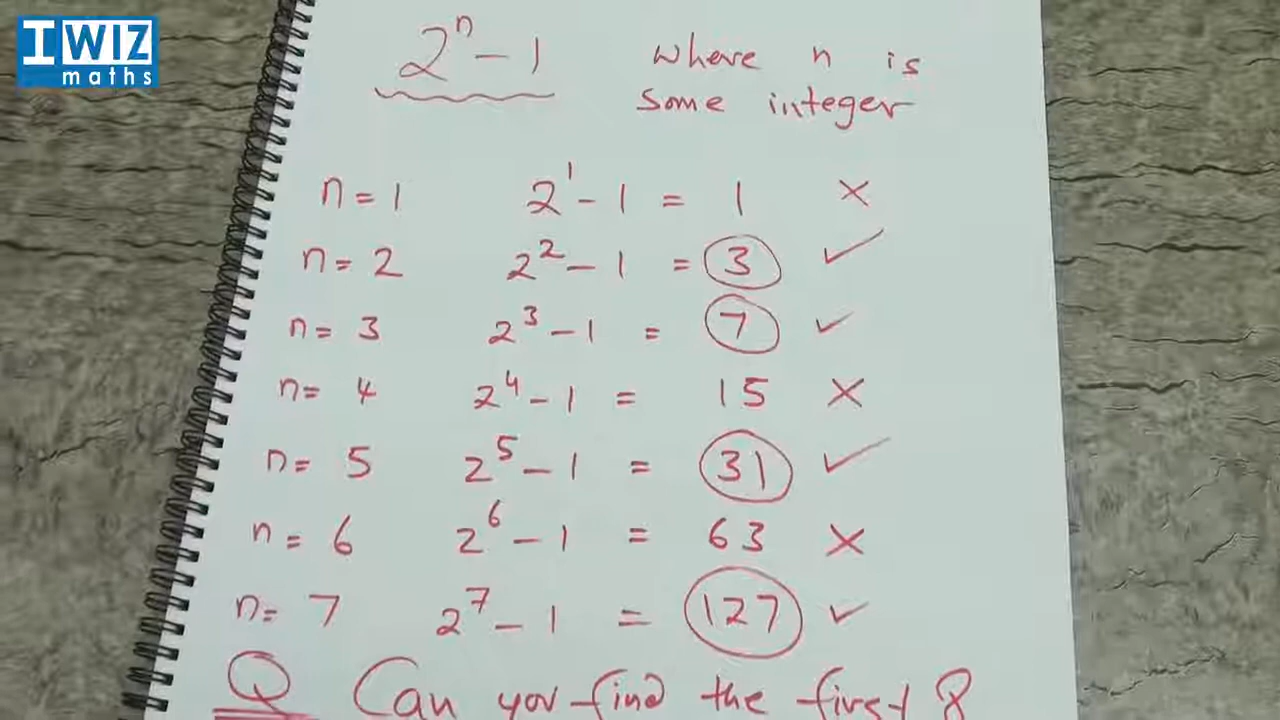 I WIZ
maths
2ⁿ - 1 where n is
some integer
n = 1 2¹ - 1 = 1 ×
n = 2 2² - 1 = 3 ✓
n = 3 2³ - 1 = 7 ✓
n = 4 2⁴ - 1 = 15 ×
n = 5 2⁵ - 1 = 31 ✓
n = 6 2⁶ - 1 = 63 ×
n = 7 2⁷ - 1 = 127 ✓
Q Can you find the first 8